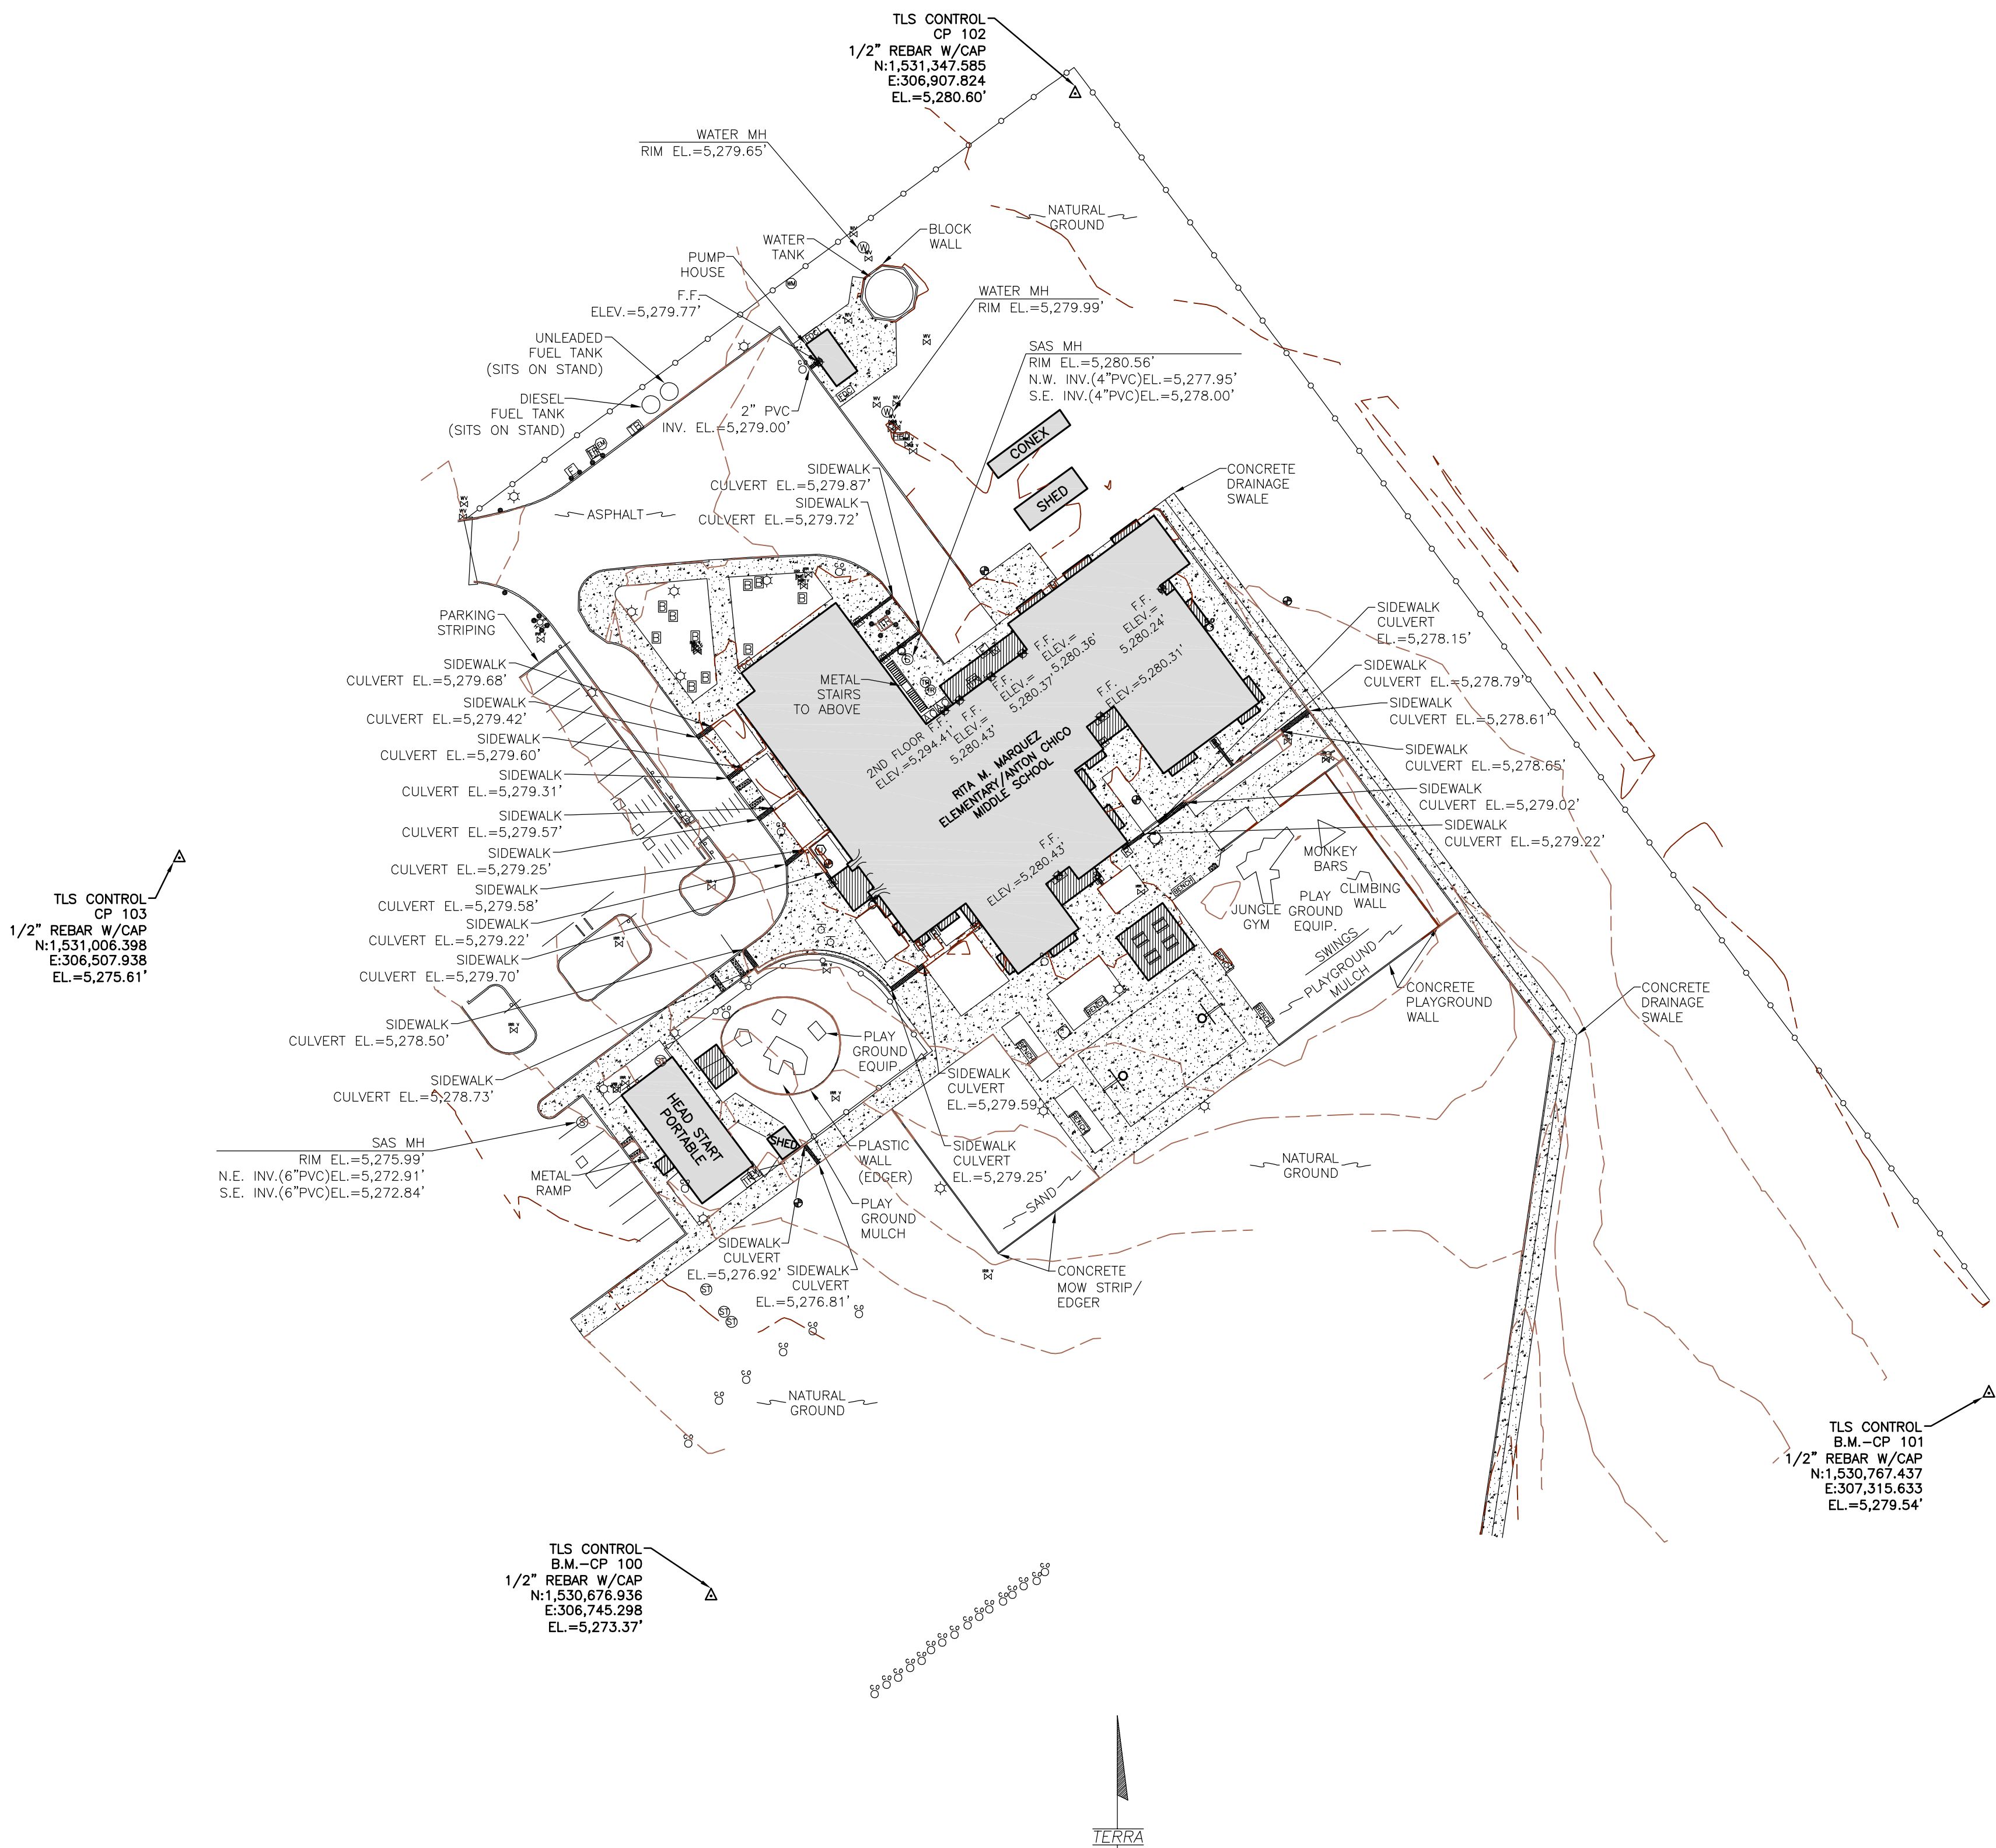 TLS CONTROL
CP 102
1/2" REBAR W/CAP
N:1,531,347.585
E:306,907.824
EL.=5,280.60'
WATER MH
RIM EL.=5,279.65'
NATURAL
GROUND
BLOCK
WALL
WATER
TANK
PUMP
HOUSE
F.F.
ELEV.=5,279.77'
WATER MH
RIM EL.=5,279.99'
UNLEADED
FUEL TANK
(SITS ON STAND)
SAS MH
RIM EL.=5,280.56'
N.W. INV.(4"PVC)EL.=5,277.95'
S.E. INV.(4"PVC)EL.=5,278.00'
DIESEL
FUEL TANK
(SITS ON STAND)
2" PVC
INV. EL.=5,279.00'
CONEX
SHED
SIDEWALK
CULVERT EL.=5,279.87'
SIDEWALK
CULVERT EL.=5,279.72'
CONCRETE
DRAINAGE
SWALE
ASPHALT
PARKING
STRIPING
SIDEWALK
CULVERT
EL.=5,278.15'
SIDEWALK
CULVERT EL.=5,278.79'
SIDEWALK
CULVERT EL.=5,278.61'
SIDEWALK
CULVERT EL.=5,278.65'
SIDEWALK
CULVERT EL.=5,279.02'
SIDEWALK
CULVERT EL.=5,279.22'
SIDEWALK
CULVERT EL.=5,279.68'
SIDEWALK
CULVERT EL.=5,279.42'
SIDEWALK
CULVERT EL.=5,279.60'
SIDEWALK
CULVERT EL.=5,279.31'
SIDEWALK
CULVERT EL.=5,279.57'
SIDEWALK
CULVERT EL.=5,279.25'
SIDEWALK
CULVERT EL.=5,279.58'
SIDEWALK
CULVERT EL.=5,279.22'
SIDEWALK
CULVERT EL.=5,279.70'
SIDEWALK
CULVERT EL.=5,278.50'
SIDEWALK
CULVERT EL.=5,278.73'
METAL
STAIRS
TO ABOVE
F.F.
ELEV.=
5,280.24'
F.F.
ELEV.=
5,280.36'
F.F.
ELEV.=5,280.31'
F.F.
ELEV.=
5,280.37'
F.F.
ELEV.=
5,280.43'
2ND FLOOR F.F.
ELEV.=5,294.41'
RITA M. MARQUEZ
ELEMENTARY/ANTON CHICO
MIDDLE SCHOOL
F.F.
ELEV.=5,280.43'
MONKEY
BARS
CLIMBING
WALL
JUNGLE
GYM
PLAY
GROUND
EQUIP.
SWINGS
PLAYGROUND
MULCH
BENCH
BENCH
BENCH
BENCH
BENCH
BENCH
CONCRETE
PLAYGROUND
WALL
CONCRETE
DRAINAGE
SWALE
TLS CONTROL
CP 103
1/2" REBAR W/CAP
N:1,531,006.398
E:306,507.938
EL.=5,275.61'
PLAY
GROUND
EQUIP.
SIDEWALK
CULVERT
EL.=5,279.59
SIDEWALK
CULVERT
EL.=5,279.25'
HEAD START
PORTABLE
SHED
PLASTIC
WALL
(EDGER)
PLAY
GROUND
MULCH
SAS MH
RIM EL.=5,275.99'
N.E. INV.(6"PVC)EL.=5,272.91'
S.E. INV.(6"PVC)EL.=5,272.84'
METAL
RAMP
NATURAL
GROUND
SAND
SIDEWALK
CULVERT
EL.=5,276.92'
SIDEWALK
CULVERT
EL.=5,276.81'
CONCRETE
MOW STRIP/
EDGER
ST
ST
ST
NATURAL
GROUND
TLS CONTROL
B.M.-CP 101
1/2" REBAR W/CAP
N:1,530,767.437
E:307,315.633
EL.=5,279.54'
TLS CONTROL
B.M.-CP 100
1/2" REBAR W/CAP
N:1,530,676.936
E:306,745.298
EL.=5,273.37'
TERRA